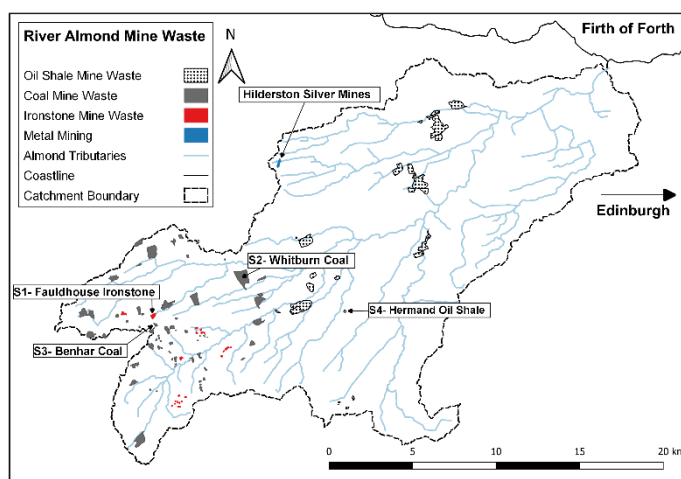 River Almond Mine Waste
N
Firth of Forth
Oil Shale Mine Waste
Coal Mine Waste
Ironstone Mine Waste
Metal Mining
Almond Tributaries
Coastline
Catchment Boundary
Hilderston Silver Mines
Edinburgh
S2- Whitburn Coal
S1- Fauldhouse Ironstone
S4- Hermand Oil Shale
S3- Benhar Coal
0 5 10 15 20 km